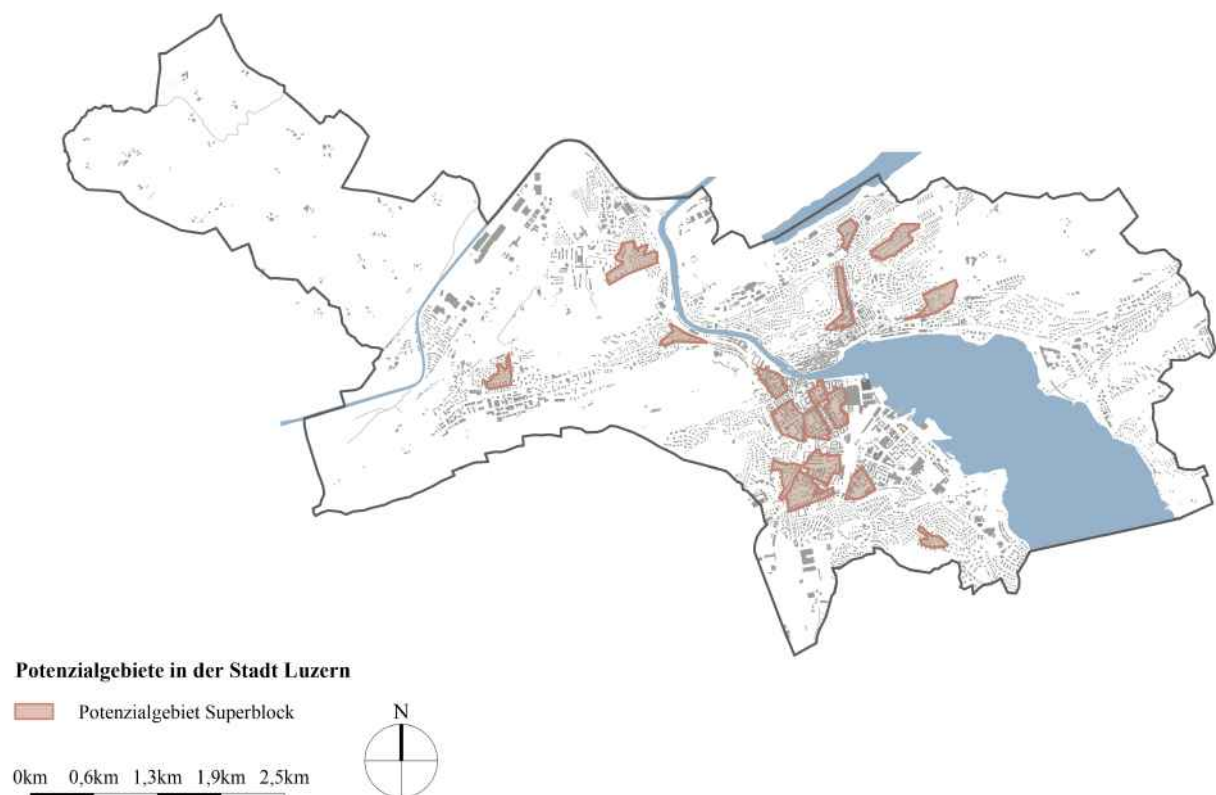 Potenzialgebiete in der Stadt Luzern
Potenzialgebiet Superblock
N
0km 0,6km 1,3km 1,9km 2,5km